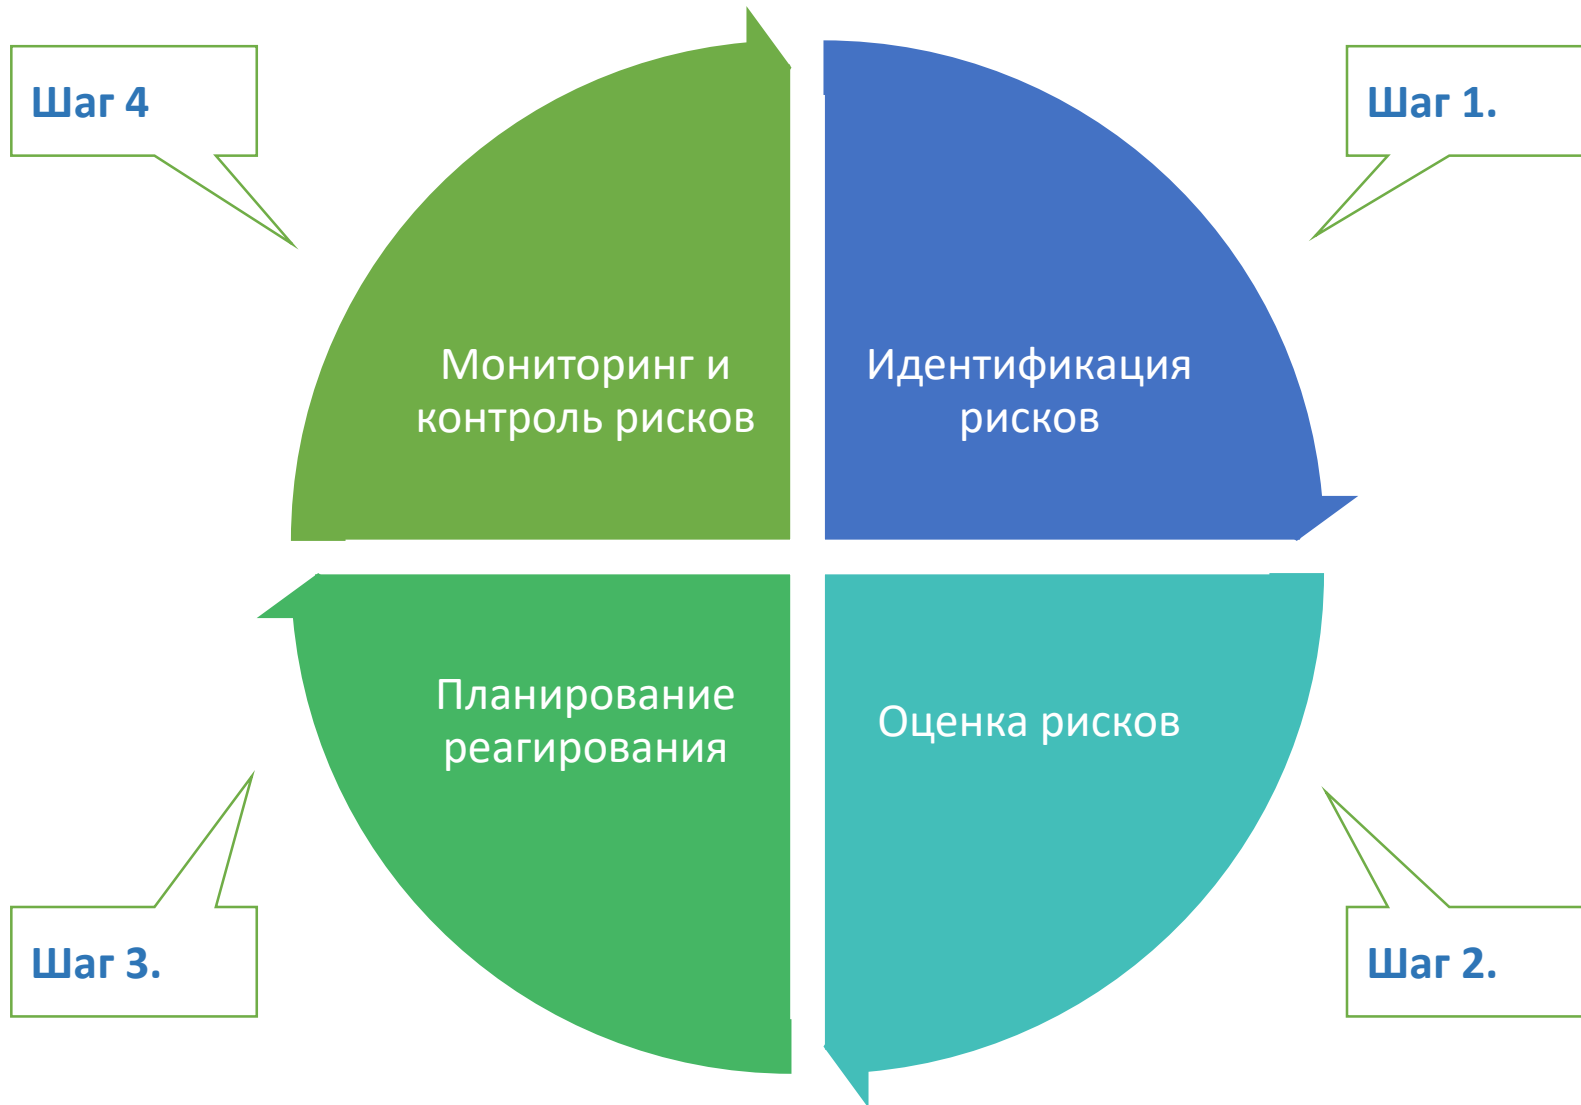 Шаг 4
Шаг 1.
Мониторинг и
контроль рисков
Идентификация
рисков
Планирование
реагирования
Оценка рисков
Шаг 3.
Шаг 2.